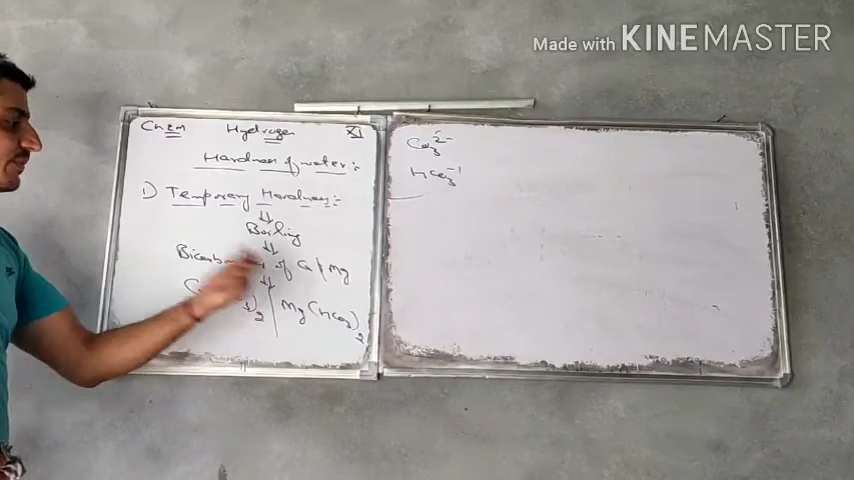 Made with KINEMASTER
Chem Hydrogen XI
Hardness of water:-
1) Temporary Hardness:-
⇓
Boiling
⇓
of Ca/Mg
⇓
)2 | Mg(HCO3)2
CO3 2-
HCO3 -1